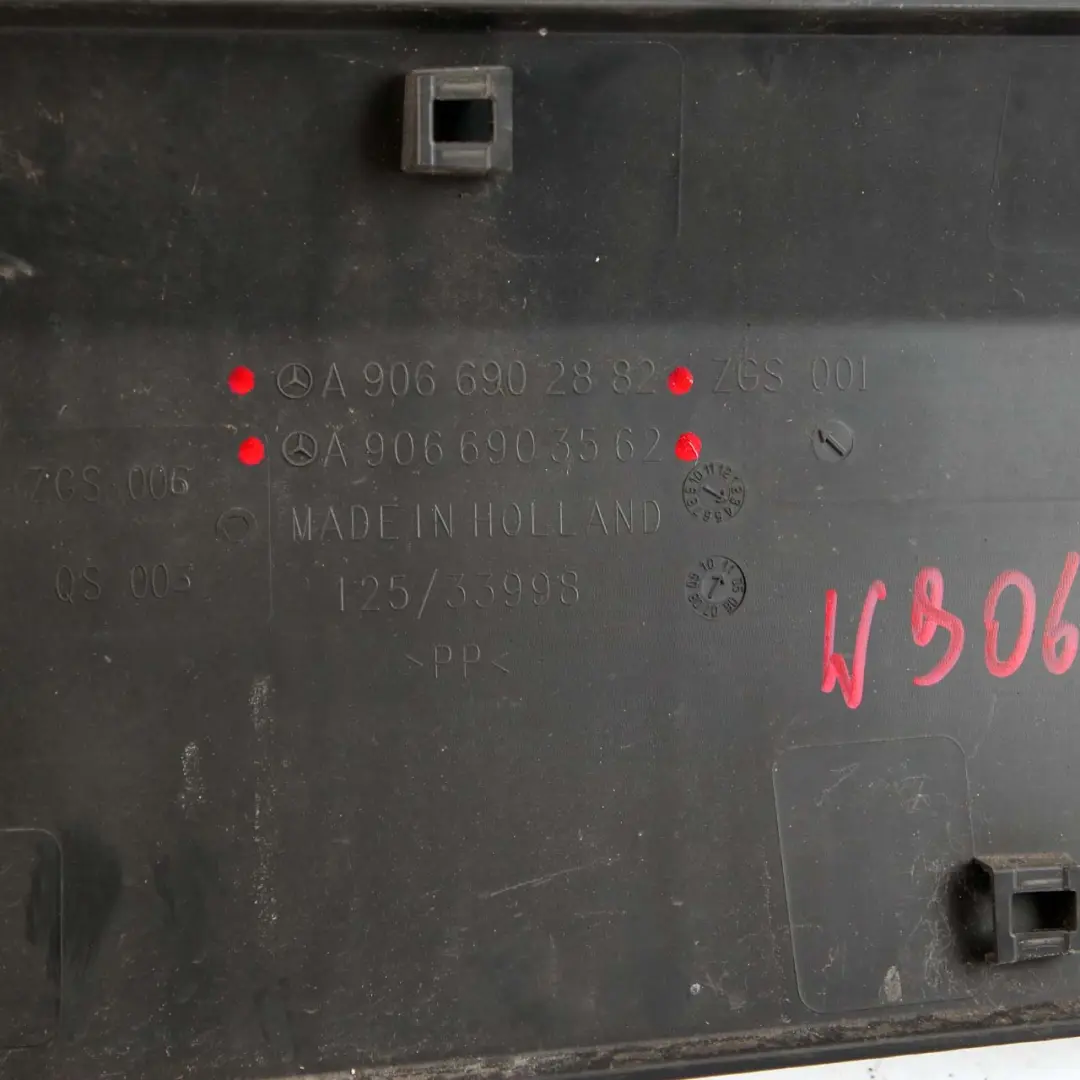 A 906 690 28 82 ZGS 001
A 906 690 35 62
ZGS 006
MADE IN HOLLAND
QS 003
125/33998
>PP<
W906